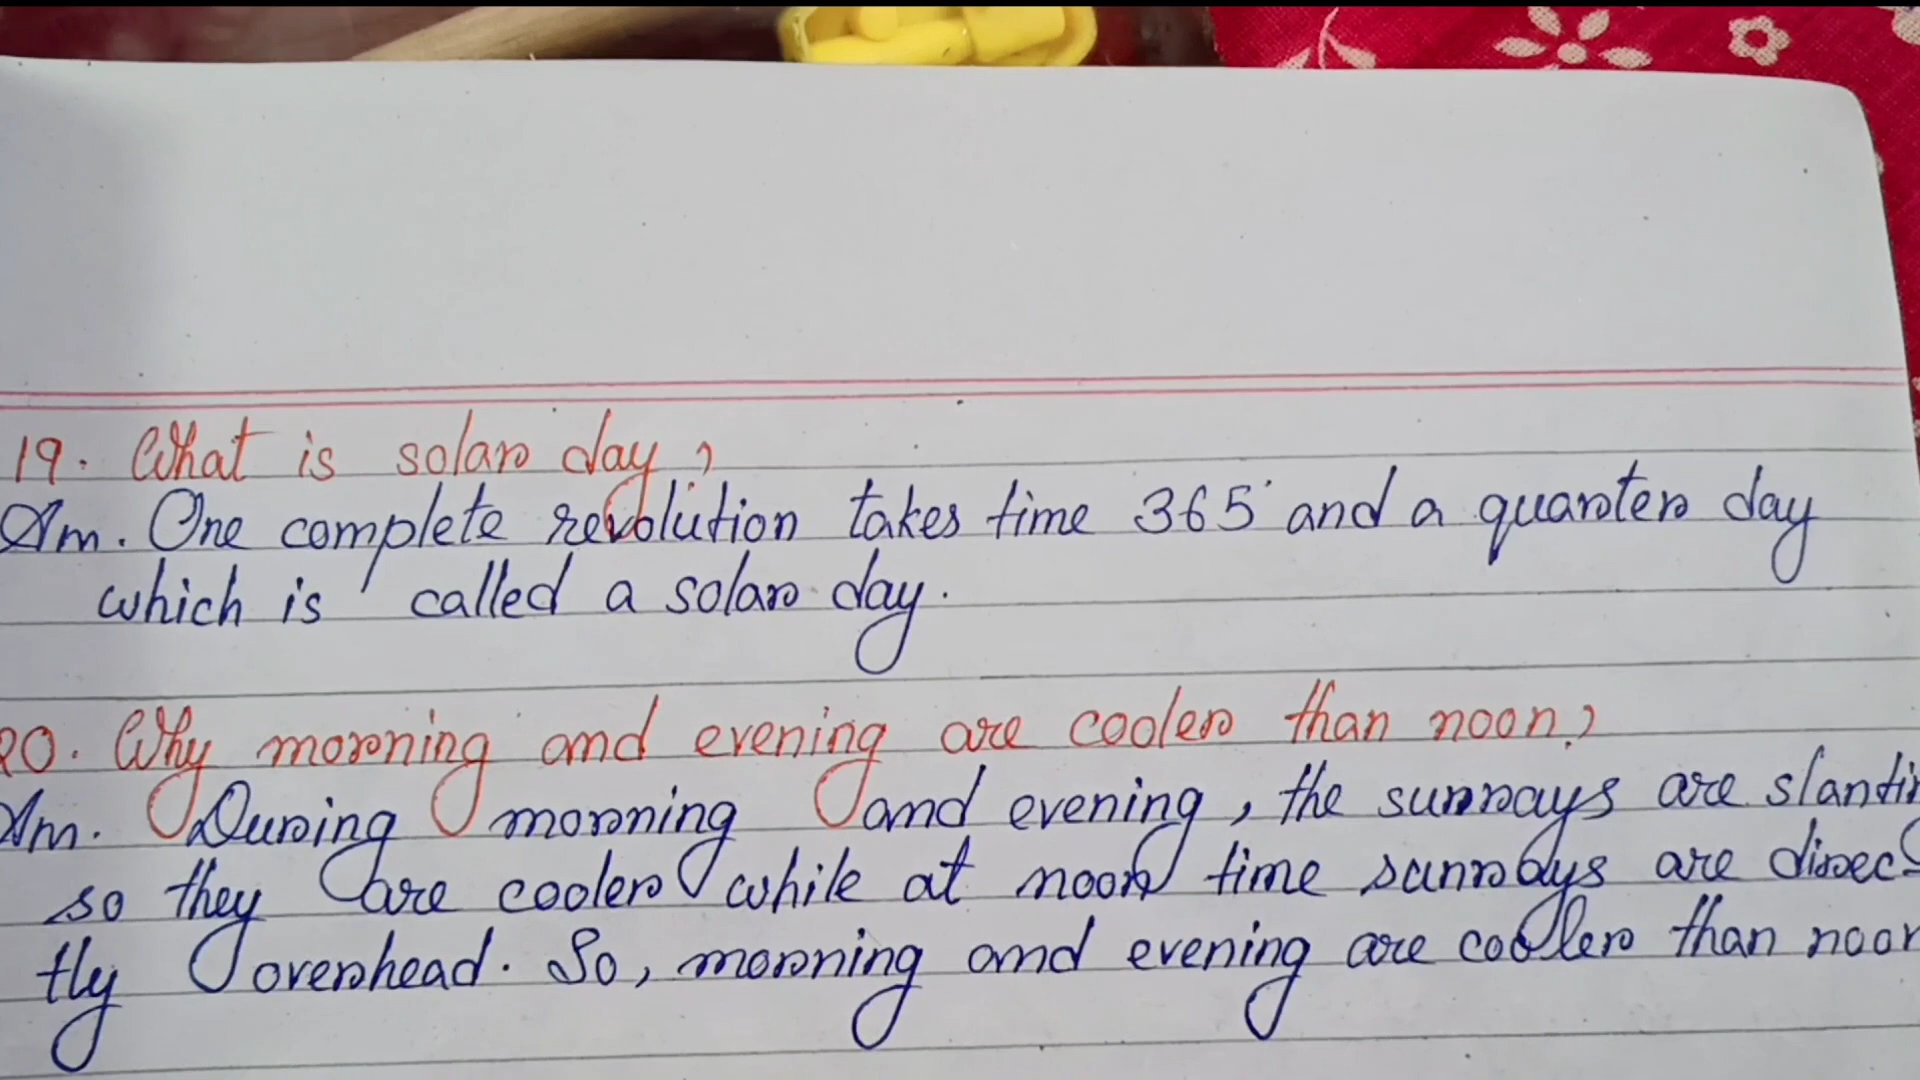 19. What is solar day?
Ans. One complete revolution takes time 365 and a quarter day
which is called a solar day.
20. Why morning and evening are cooler than noon?
Ans. During morning and evening, the sunrays are slantin
so they are cooler while at noon time sunrays are direc
tly overhead. So, morning and evening are cooler than noon